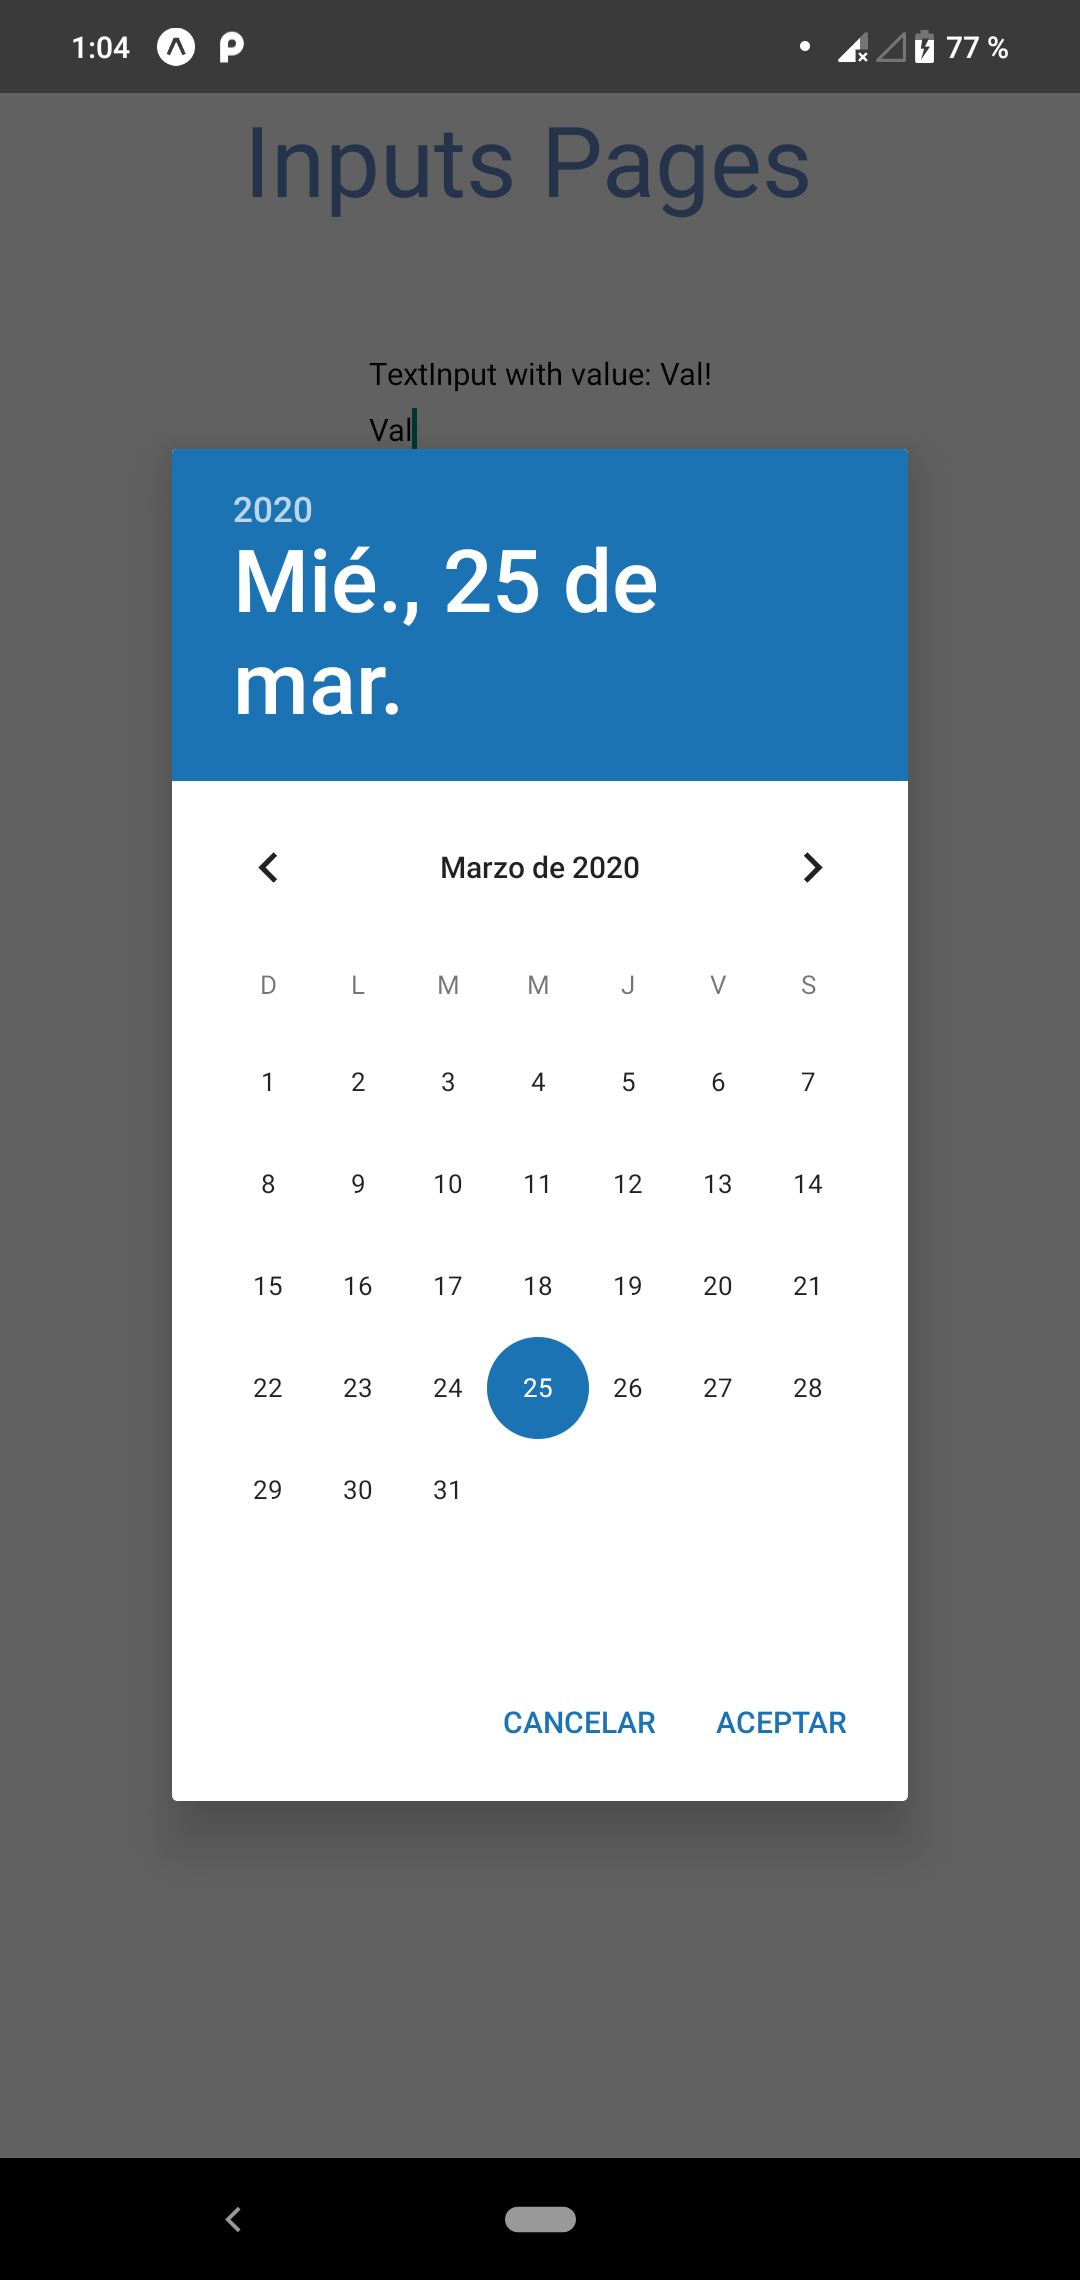 1:04 77 %
Inputs Pages
TextInput with value: Val!
Val
2020
Mié., 25 de
mar.
Marzo de 2020
D L M M J V S
1 2 3 4 5 6 7
8 9 10 11 12 13 14
15 16 17 18 19 20 21
22 23 24 25 26 27 28
29 30 31
CANCELAR ACEPTAR